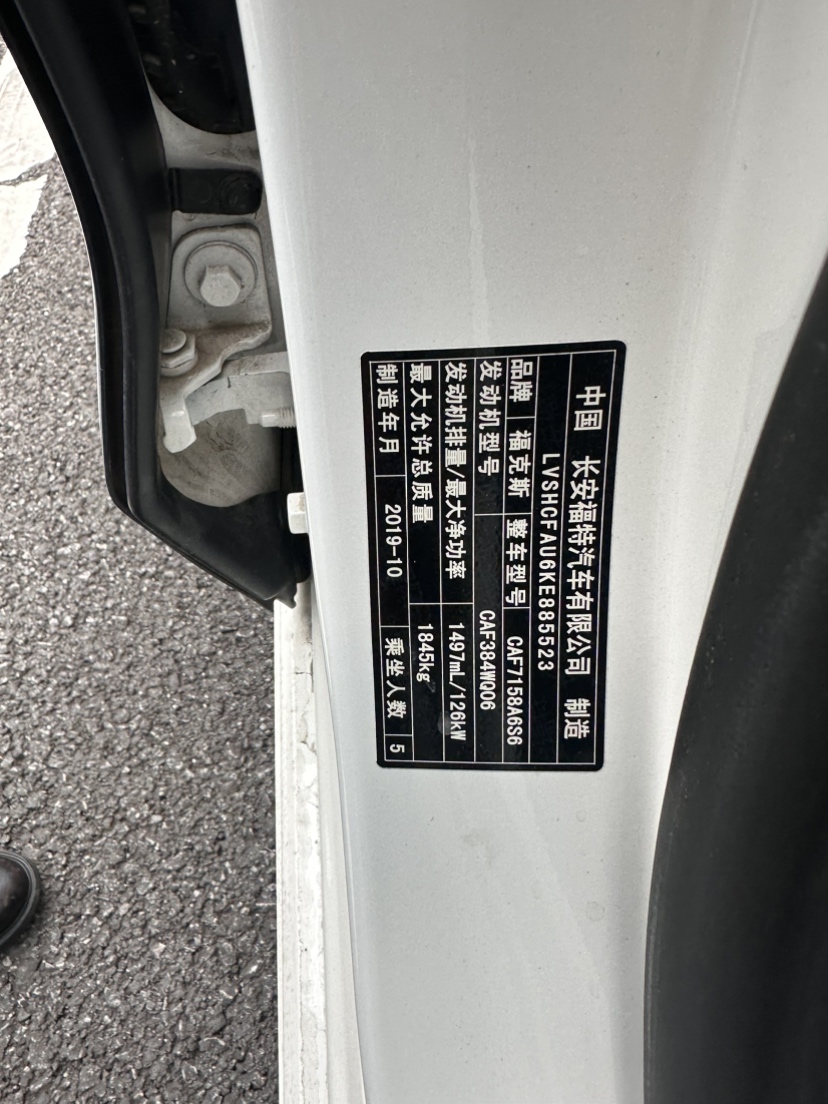 中国 长安福特汽车有限公司 制造
LVSHCFAU6KE885523
品牌 福克斯 整车型号 CAF7158A6S6
发动机型号 CAF384WQ06
发动机排量/最大净功率 1497mL/126kW
最大允许总质量 1845kg
制造年月 2019-10 乘坐人数 5